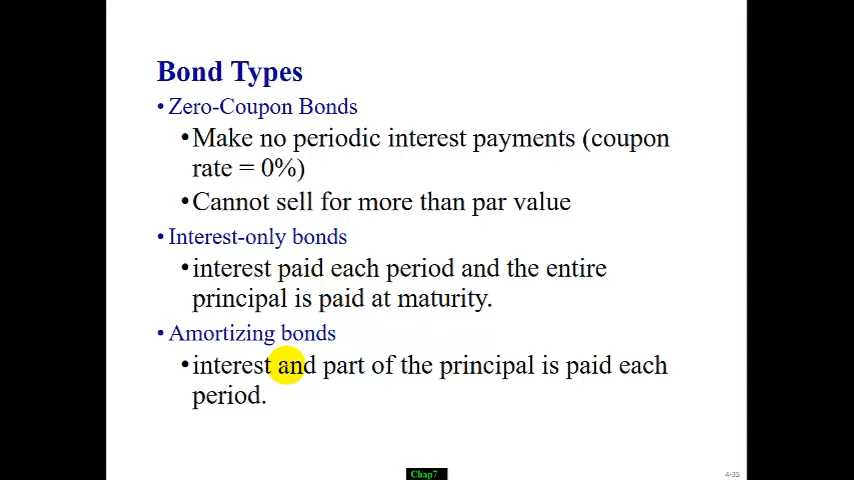 Bond Types
• Zero-Coupon Bonds
•Make no periodic interest payments (coupon
rate = 0%)
•Cannot sell for more than par value
• Interest-only bonds
•interest paid each period and the entire
principal is paid at maturity.
• Amortizing bonds
•interest and part of the principal is paid each
period.
Chap7
4-35